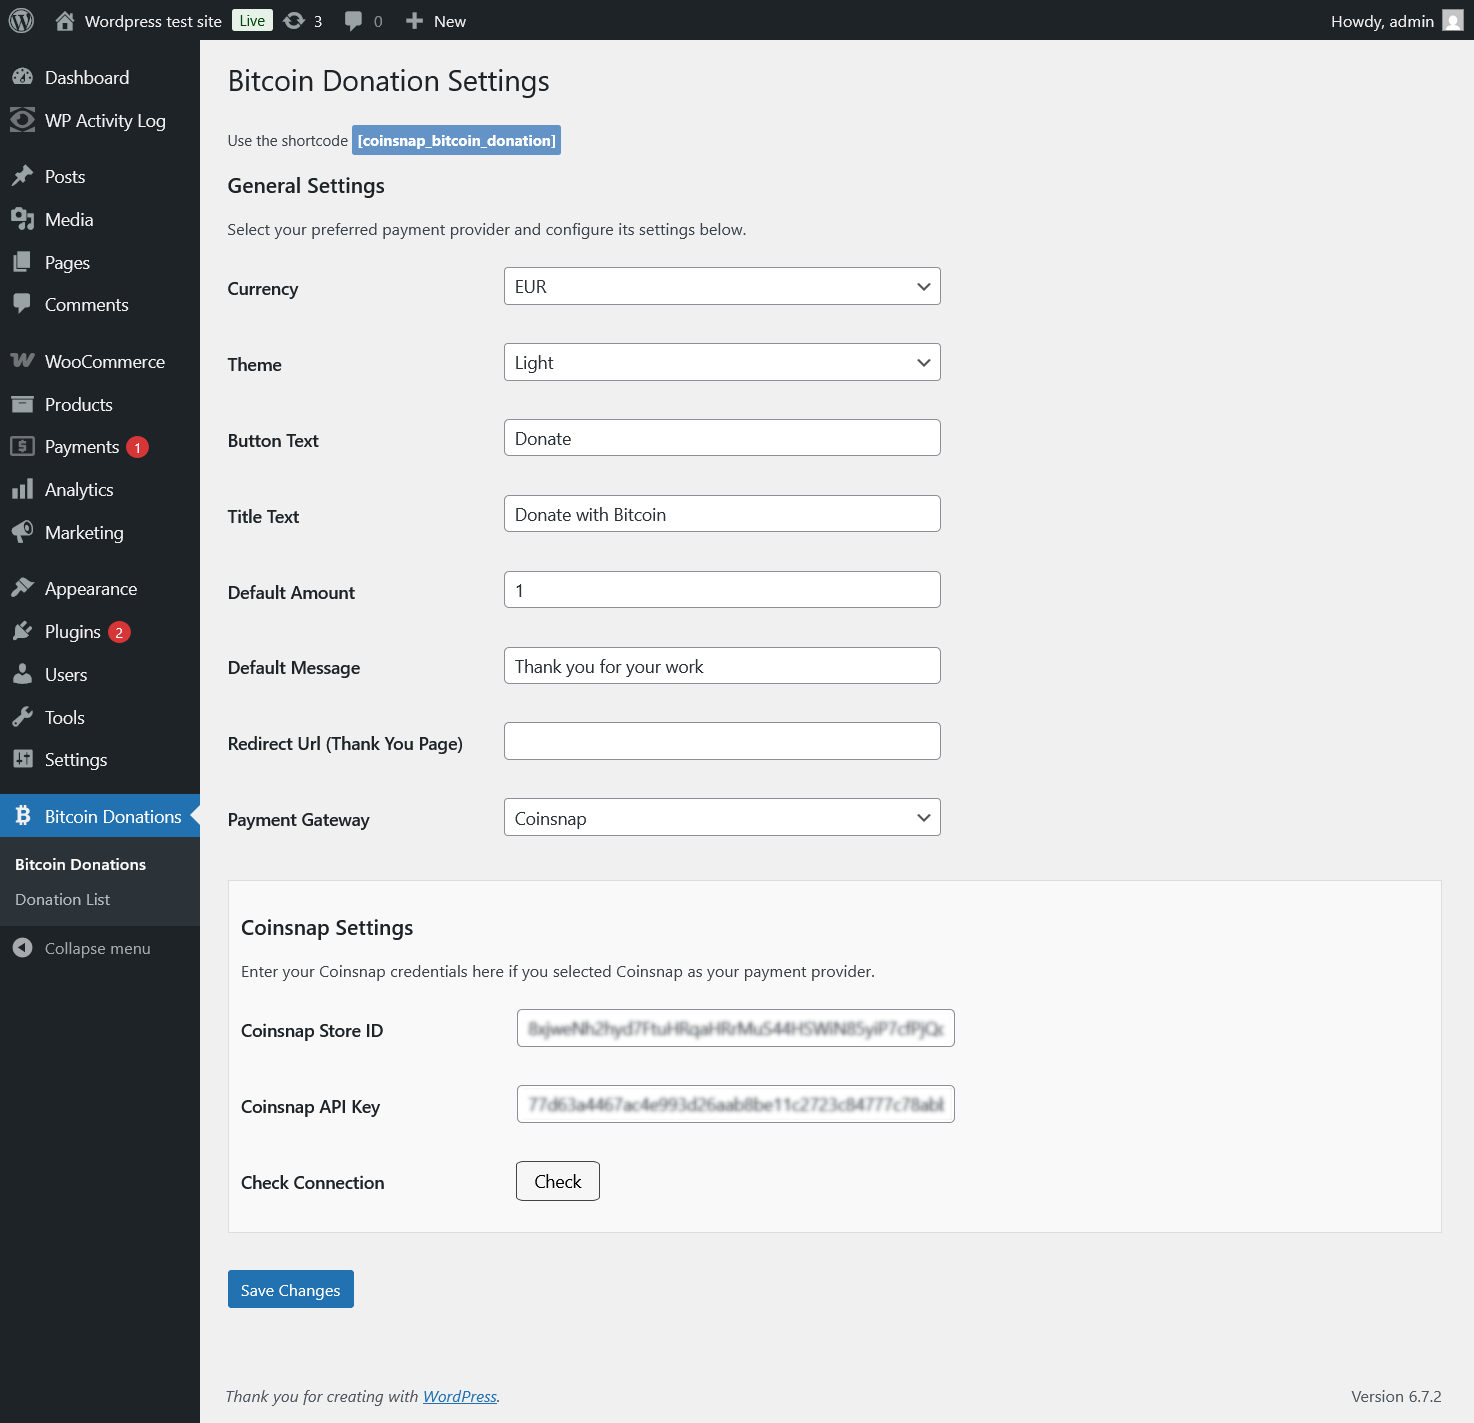 Wordpress test site Live 3 0 New Howdy, admin
Dashboard
WP Activity Log
Posts
Media
Pages
Comments
WooCommerce
Products
Payments 1
Analytics
Marketing
Appearance
Plugins 2
Users
Tools
Settings
Bitcoin Donations
Bitcoin Donations
Donation List
Collapse menu
Bitcoin Donation Settings
Use the shortcode [coinsnap_bitcoin_donation]
General Settings
Select your preferred payment provider and configure its settings below.
Currency EUR
Theme Light
Button Text Donate
Title Text Donate with Bitcoin
Default Amount 1
Default Message Thank you for your work
Redirect Url (Thank You Page)
Payment Gateway Coinsnap
Coinsnap Settings
Enter your Coinsnap credentials here if you selected Coinsnap as your payment provider.
Coinsnap Store ID
Coinsnap API Key
Check Connection Check
Save Changes
Thank you for creating with WordPress. Version 6.7.2